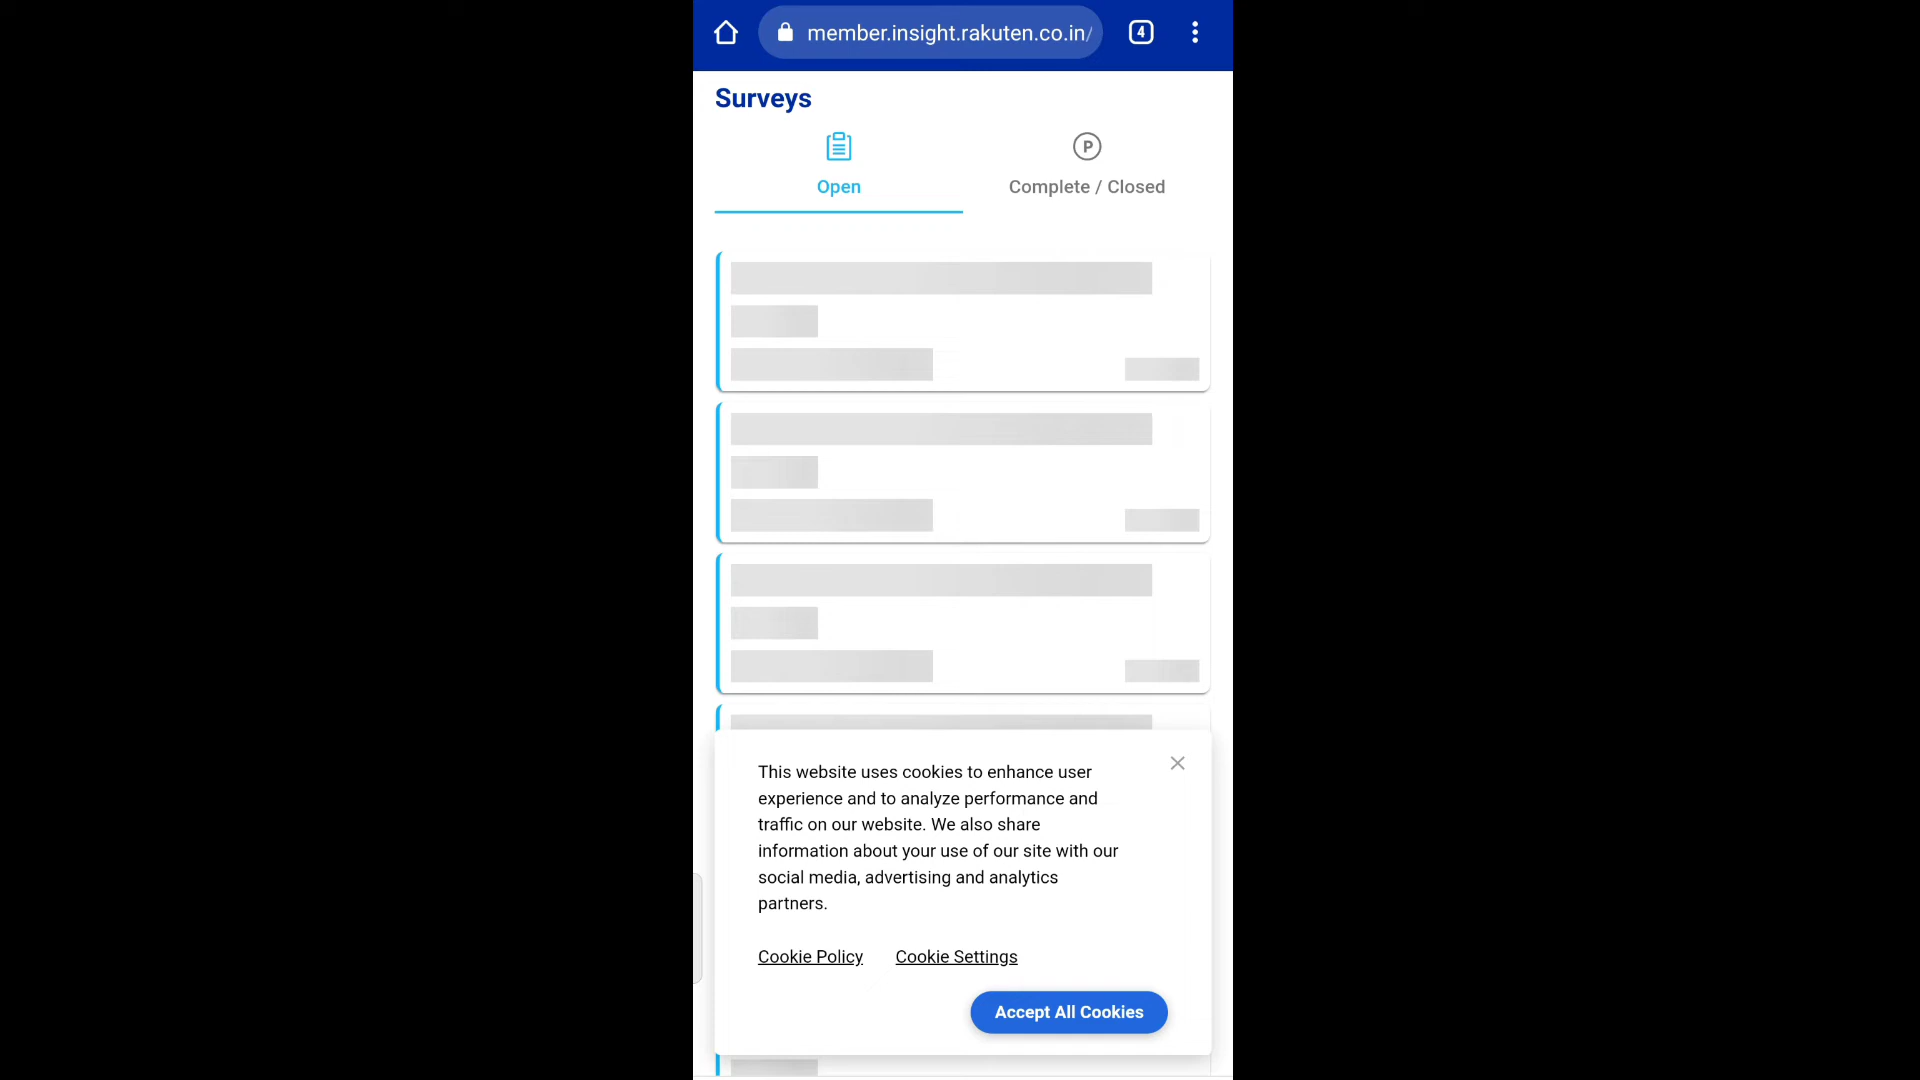 member.insight.rakuten.co.in/
4
Surveys
P
Open
Complete / Closed
This website uses cookies to enhance user
experience and to analyze performance and
traffic on our website. We also share
information about your use of our site with our
social media, advertising and analytics
partners.
Cookie Policy
Cookie Settings
Accept All Cookies